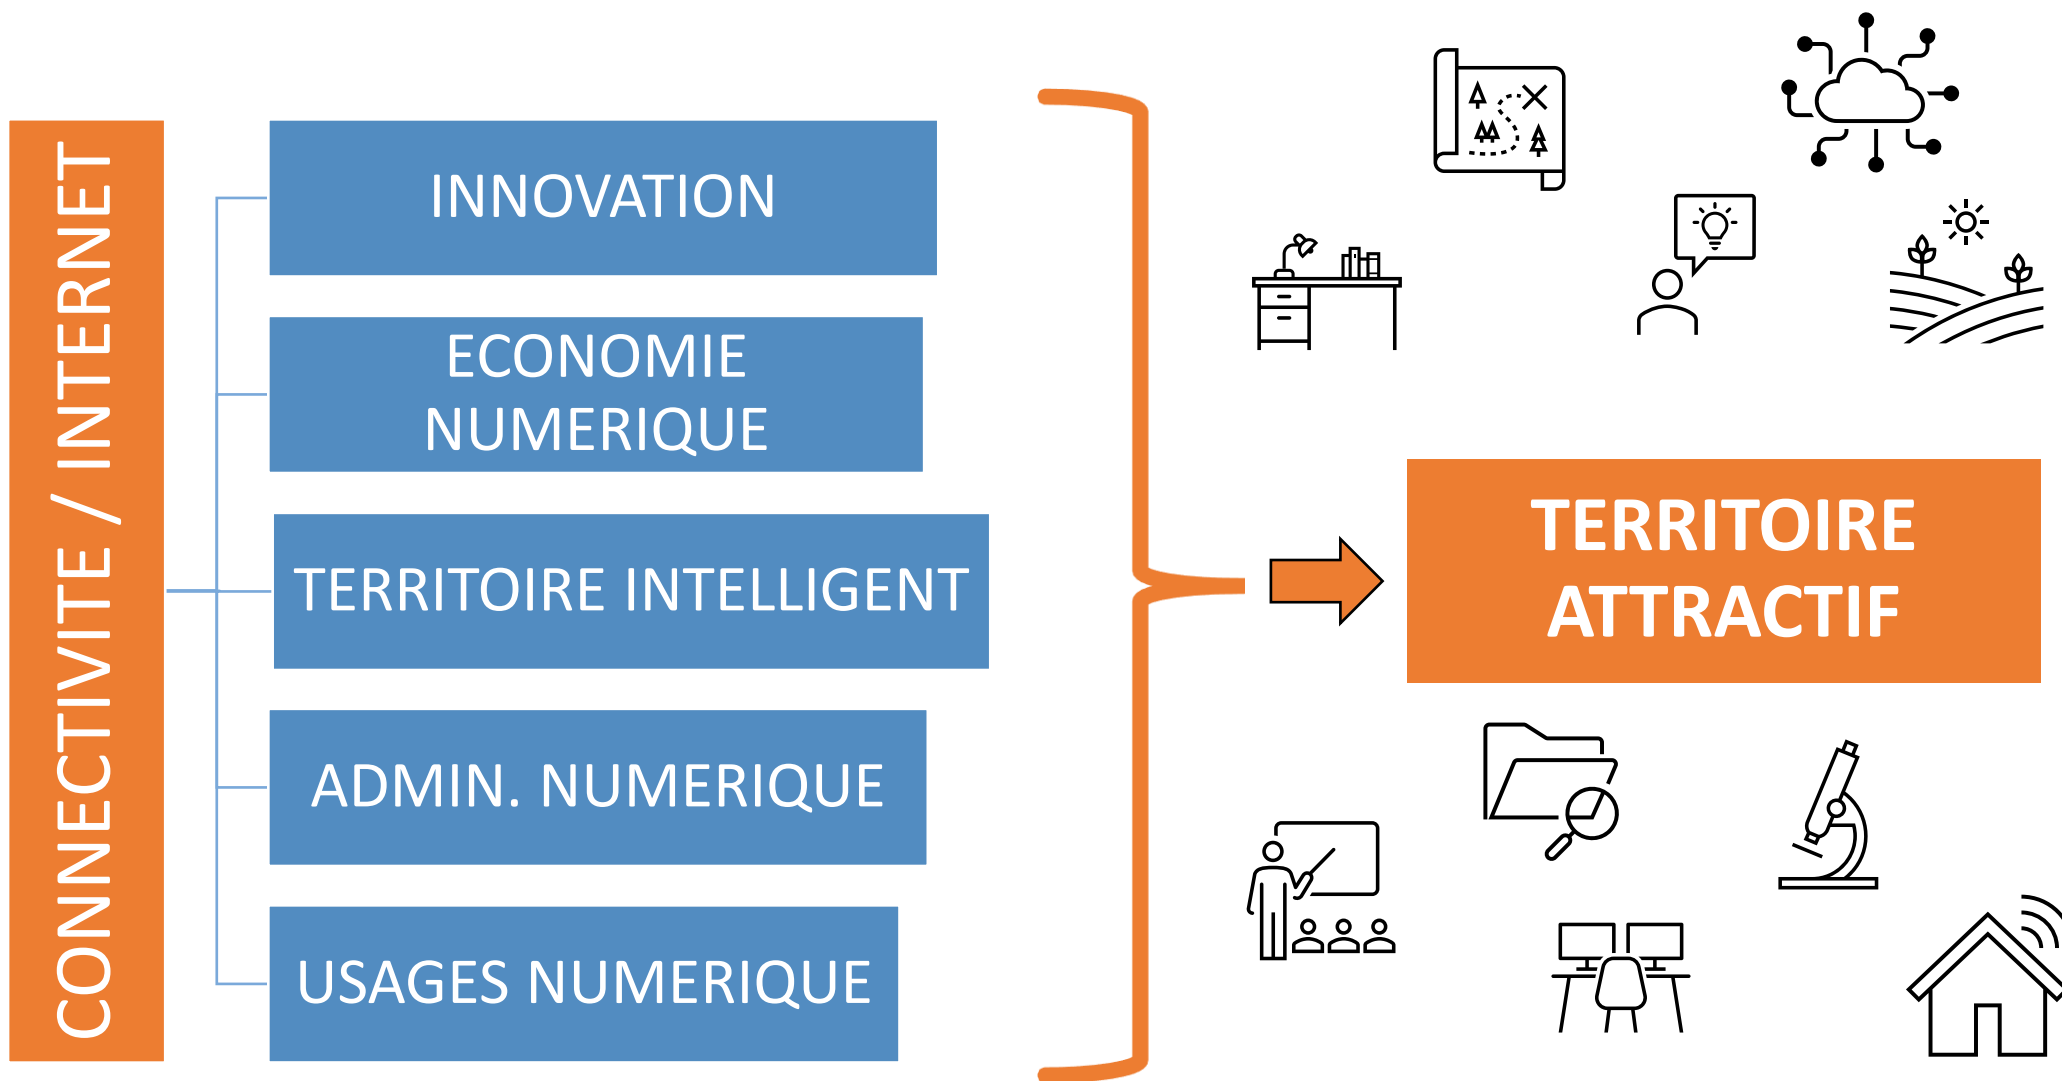 CONNECTIVITE / INTERNET
INNOVATION
ECONOMIE
NUMERIQUE
TERRITOIRE INTELLIGENT
ADMIN. NUMERIQUE
USAGES NUMERIQUE
TERRITOIRE
ATTRACTIF